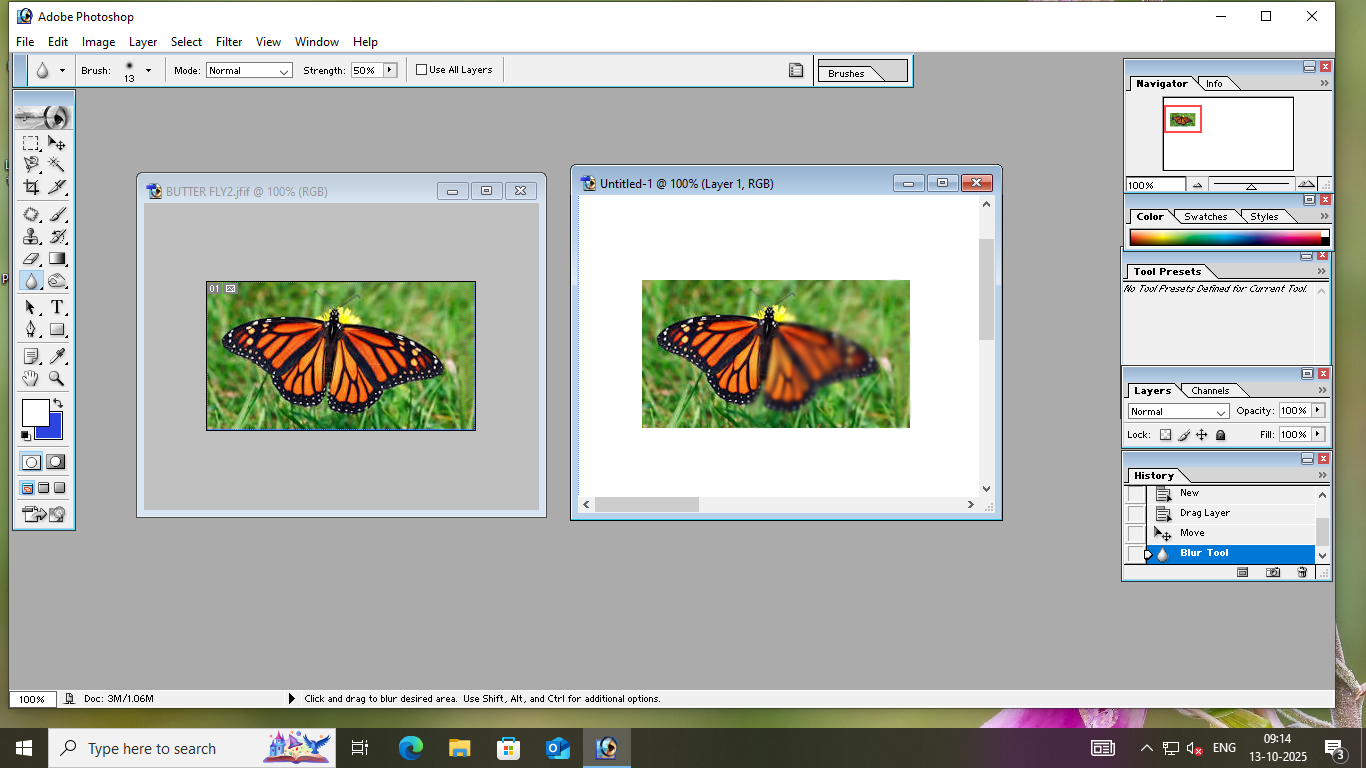 Adobe Photoshop
File Edit Image Layer Select Filter View Window Help
Brush: 13 Mode: Normal Strength: 50% Use All Layers Brushes
BUTTER FLY2.jfif @ 100% (RGB)
01
Untitled-1 @ 100% (Layer 1, RGB)
Navigator Info
100%
Color Swatches Styles
Tool Presets
No Tool Presets Defined for Current Tool.
Layers Channels
Normal Opacity: 100%
Lock: Fill: 100%
History
New
Drag Layer
Move
Blur Tool
T
100% Doc: 3M/1.06M Click and drag to blur desired area. Use Shift, Alt, and Ctrl for additional options.
Type here to search
ENG
09:14
13-10-2025
3